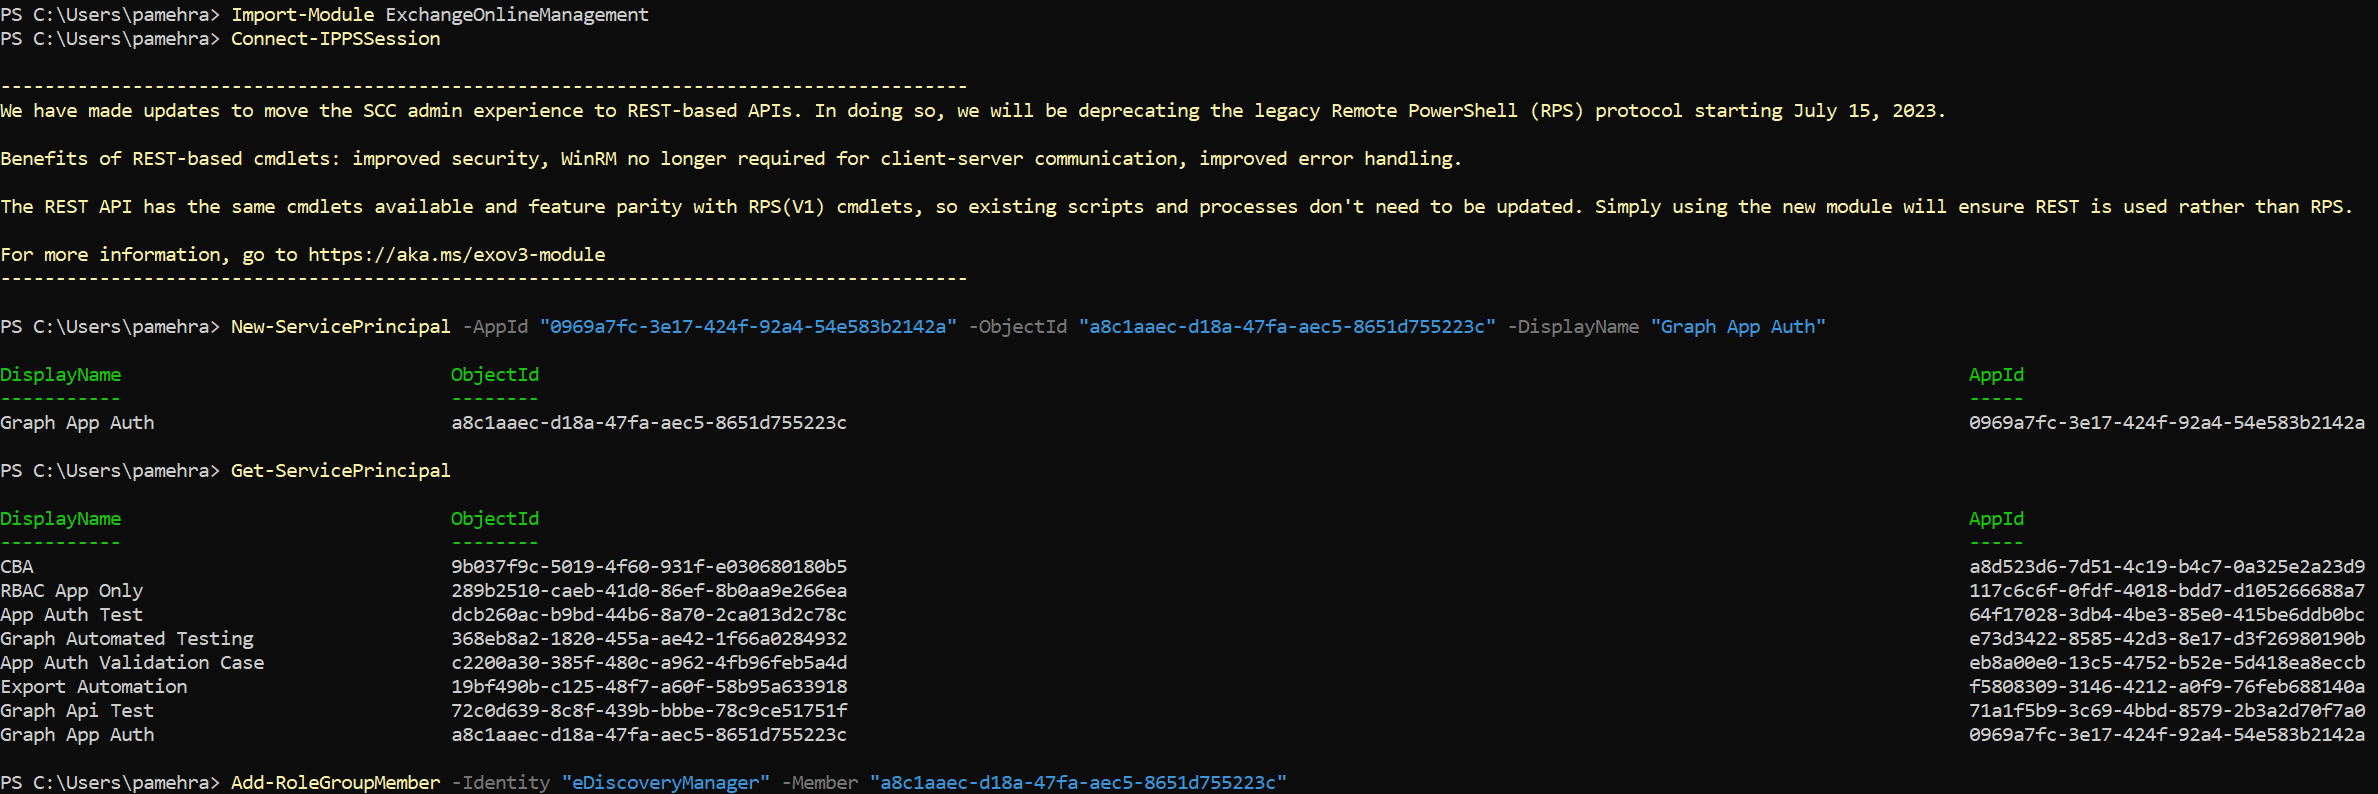 PS C:\Users\pamehra> Import-Module ExchangeOnlineManagement
PS C:\Users\pamehra> Connect-IPPSSession
----------------------------------------------------------------------------------------
We have made updates to move the SCC admin experience to REST-based APIs. In doing so, we will be deprecating the legacy Remote PowerShell (RPS) protocol starting July 15, 2023.
Benefits of REST-based cmdlets: improved security, WinRM no longer required for client-server communication, improved error handling.
The REST API has the same cmdlets available and feature parity with RPS(V1) cmdlets, so existing scripts and processes don't need to be updated. Simply using the new module will ensure REST is used rather than RPS.
For more information, go to https://aka.ms/exov3-module
----------------------------------------------------------------------------------------
PS C:\Users\pamehra> New-ServicePrincipal -AppId "0969a7fc-3e17-424f-92a4-54e583b2142a" -ObjectId "a8c1aaec-d18a-47fa-aec5-8651d755223c" -DisplayName "Graph App Auth"
DisplayName ObjectId AppId
----------- -------- -----
Graph App Auth a8c1aaec-d18a-47fa-aec5-8651d755223c 0969a7fc-3e17-424f-92a4-54e583b2142a
PS C:\Users\pamehra> Get-ServicePrincipal
DisplayName ObjectId AppId
----------- -------- -----
CBA 9b037f9c-5019-4f60-931f-e030680180b5 a8d523d6-7d51-4c19-b4c7-0a325e2a23d9
RBAC App Only 289b2510-caeb-41d0-86ef-8b0aa9e266ea 117c6c6f-0fdf-4018-bdd7-d105266688a7
App Auth Test dcb260ac-b9bd-44b6-8a70-2ca013d2c78c 64f17028-3db4-4be3-85e0-415be6ddb0bc
Graph Automated Testing 368eb8a2-1820-455a-ae42-1f66a0284932 e73d3422-8585-42d3-8e17-d3f26980190b
App Auth Validation Case c2200a30-385f-480c-a962-4fb96feb5a4d eb8a00e0-13c5-4752-b52e-5d418ea8eccb
Export Automation 19bf490b-c125-48f7-a60f-58b95a633918 f5808309-3146-4212-a0f9-76feb688140a
Graph Api Test 72c0d639-8c8f-439b-bbbe-78c9ce51751f 71a1f5b9-3c69-4bbd-8579-2b3a2d70f7a0
Graph App Auth a8c1aaec-d18a-47fa-aec5-8651d755223c 0969a7fc-3e17-424f-92a4-54e583b2142a
PS C:\Users\pamehra> Add-RoleGroupMember -Identity "eDiscoveryManager" -Member "a8c1aaec-d18a-47fa-aec5-8651d755223c"